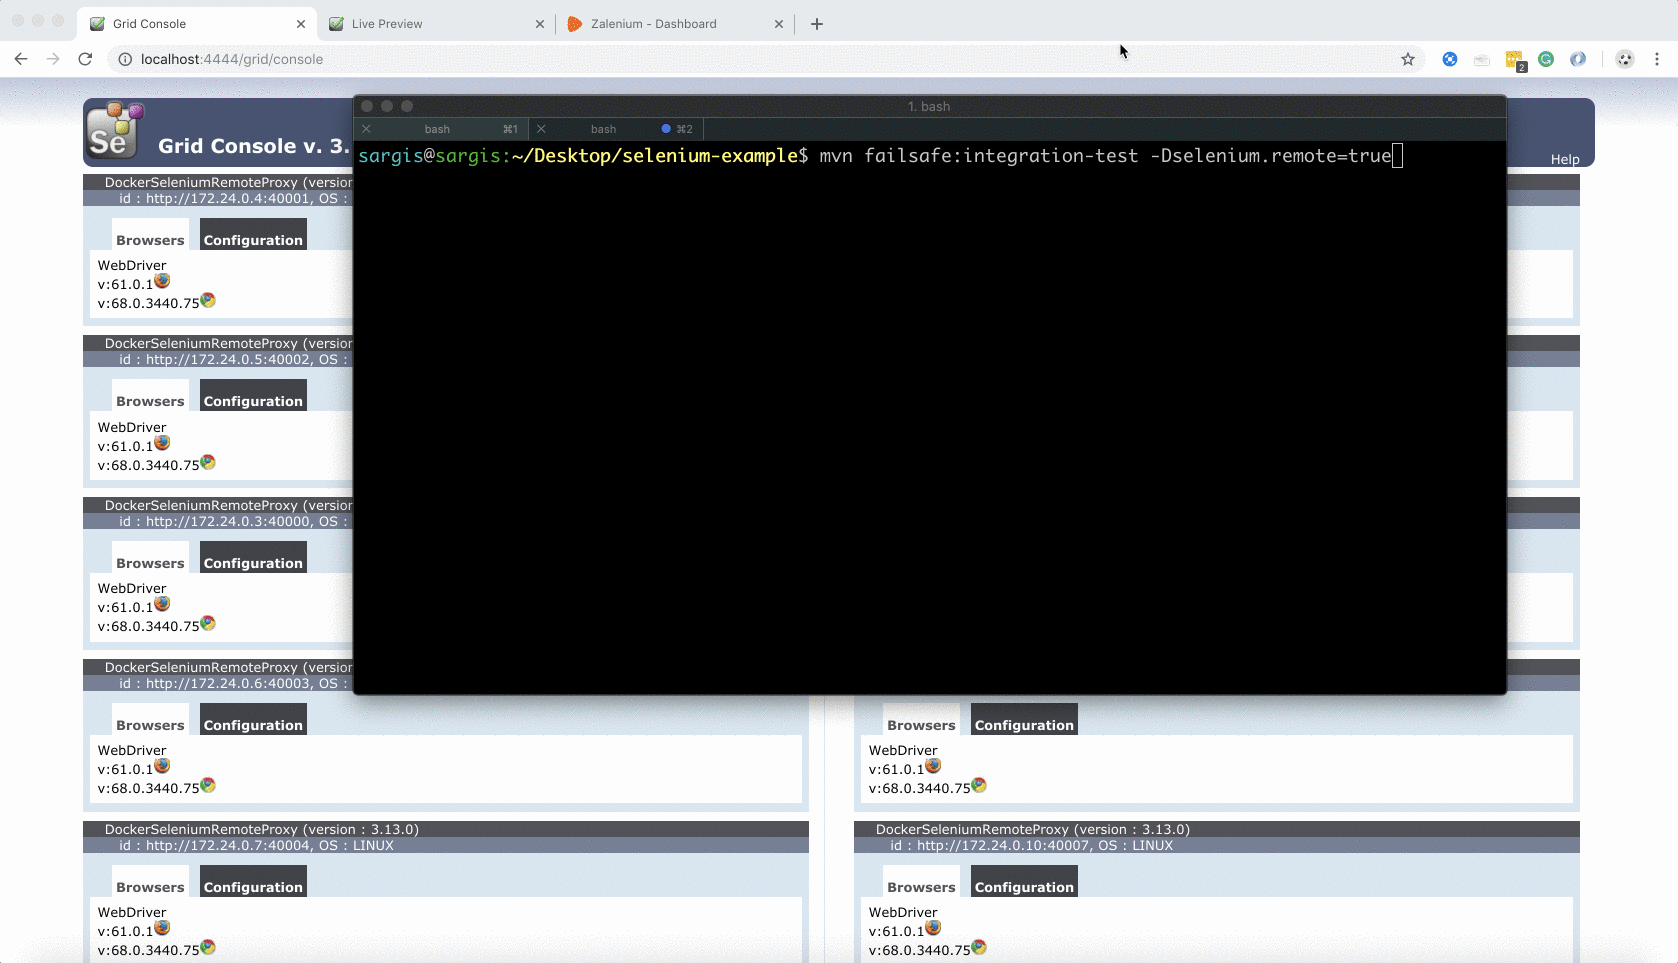 Grid Console
Live Preview
Zalenium - Dashboard
localhost:4444/grid/console
2
Se
Grid Console v. 3.
Help
1. bash
bash ⌘1
bash ⌘2
sargis@sargis:~/Desktop/selenium-example$ mvn failsafe:integration-test -Dselenium.remote=true
DockerSeleniumRemoteProxy (version
id : http://172.24.0.4:40001, OS :
Browsers Configuration
WebDriver
v:61.0.1
v:68.0.3440.75
DockerSeleniumRemoteProxy (version
id : http://172.24.0.5:40002, OS :
Browsers Configuration
WebDriver
v:61.0.1
v:68.0.3440.75
DockerSeleniumRemoteProxy (version
id : http://172.24.0.3:40000, OS :
Browsers Configuration
WebDriver
v:61.0.1
v:68.0.3440.75
DockerSeleniumRemoteProxy (version
id : http://172.24.0.6:40003, OS :
Browsers Configuration
WebDriver
v:61.0.1
v:68.0.3440.75
Browsers Configuration
WebDriver
v:61.0.1
v:68.0.3440.75
DockerSeleniumRemoteProxy (version : 3.13.0)
id : http://172.24.0.7:40004, OS : LINUX
Browsers Configuration
WebDriver
v:61.0.1
v:68.0.3440.75
DockerSeleniumRemoteProxy (version : 3.13.0)
id : http://172.24.0.10:40007, OS : LINUX
Browsers Configuration
WebDriver
v:61.0.1
v:68.0.3440.75